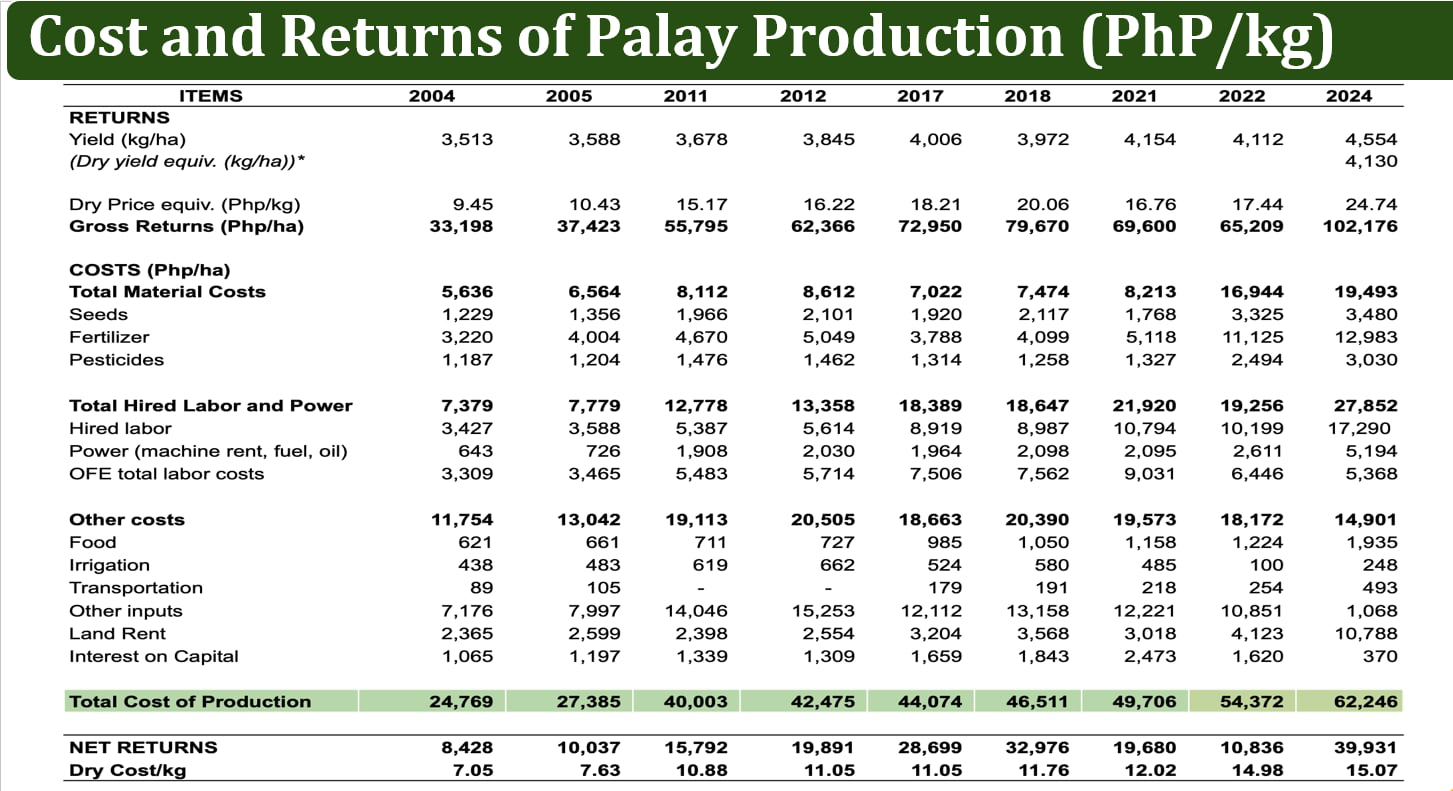 Cost and Returns of Palay Production (PhP/kg)
ITEMS 2004 2005 2011 2012 2017 2018 2021 2022 2024
RETURNS
Yield (kg/ha) 3,513 3,588 3,678 3,845 4,006 3,972 4,154 4,112 4,554
(Dry yield equiv. (kg/ha))* 4,130
Dry Price equiv. (Php/kg) 9.45 10.43 15.17 16.22 18.21 20.06 16.76 17.44 24.74
Gross Returns (Php/ha) 33,198 37,423 55,795 62,366 72,950 79,670 69,600 65,209 102,176
COSTS (Php/ha)
Total Material Costs 5,636 6,564 8,112 8,612 7,022 7,474 8,213 16,944 19,493
Seeds 1,229 1,356 1,966 2,101 1,920 2,117 1,768 3,325 3,480
Fertilizer 3,220 4,004 4,670 5,049 3,788 4,099 5,118 11,125 12,983
Pesticides 1,187 1,204 1,476 1,462 1,314 1,258 1,327 2,494 3,030
Total Hired Labor and Power 7,379 7,779 12,778 13,358 18,389 18,647 21,920 19,256 27,852
Hired labor 3,427 3,588 5,387 5,614 8,919 8,987 10,794 10,199 17,290
Power (machine rent, fuel, oil) 643 726 1,908 2,030 1,964 2,098 2,095 2,611 5,194
OFE total labor costs 3,309 3,465 5,483 5,714 7,506 7,562 9,031 6,446 5,368
Other costs 11,754 13,042 19,113 20,505 18,663 20,390 19,573 18,172 14,901
Food 621 661 711 727 985 1,050 1,158 1,224 1,935
Irrigation 438 483 619 662 524 580 485 100 248
Transportation 89 105 - - 179 191 218 254 493
Other inputs 7,176 7,997 14,046 15,253 12,112 13,158 12,221 10,851 1,068
Land Rent 2,365 2,599 2,398 2,554 3,204 3,568 3,018 4,123 10,788
Interest on Capital 1,065 1,197 1,339 1,309 1,659 1,843 2,473 1,620 370
Total Cost of Production 24,769 27,385 40,003 42,475 44,074 46,511 49,706 54,372 62,246
NET RETURNS 8,428 10,037 15,792 19,891 28,699 32,976 19,680 10,836 39,931
Dry Cost/kg 7.05 7.63 10.88 11.05 11.05 11.76 12.02 14.98 15.07